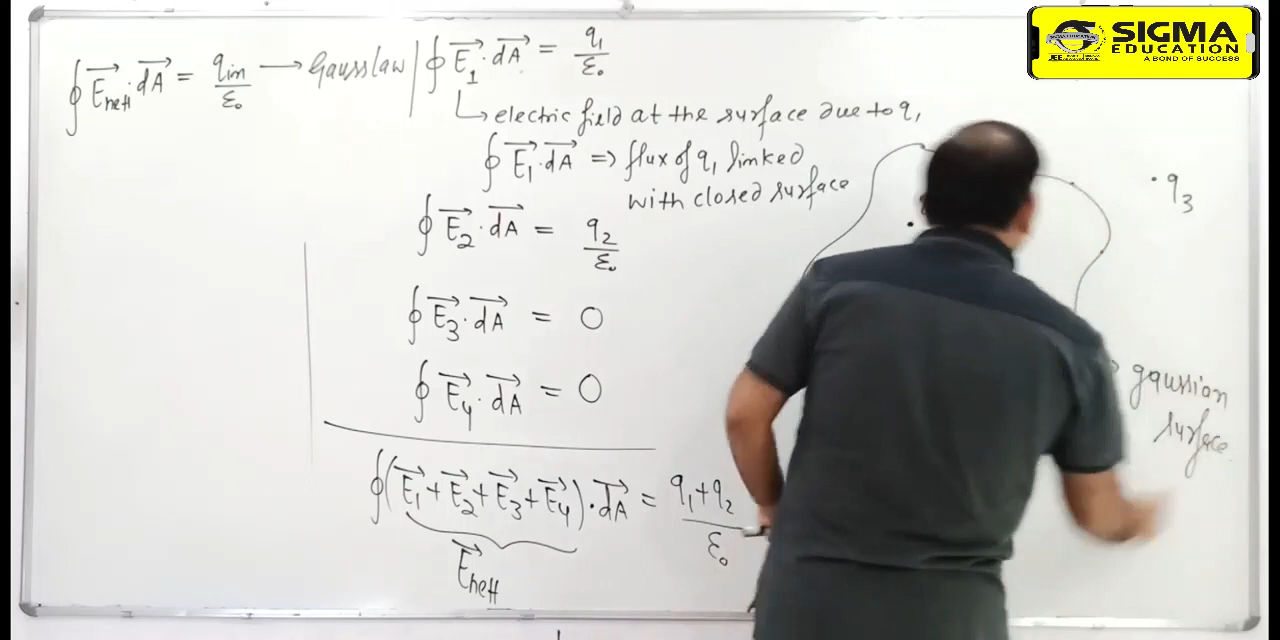 ∮ E⃗nett · dA⃗ = qin/ε₀ → Gauss law
∮ E⃗₁ · dA⃗ = q₁/ε₀
↳ electric field at the surface due to q₁
∮ E⃗₁ · dA⃗ ⇒ flux of q₁ linked
with closed surface
∮ E⃗₂ · dA⃗ = q₂/ε₀
∮ E⃗₃ · dA⃗ = 0
∮ E⃗₄ · dA⃗ = 0
∮ (E⃗₁ + E⃗₂ + E⃗₃ + E⃗₄) · dA⃗ = q₁+q₂/ε₀
E⃗nett
· q₃
gaussian
surface
SIGMA
EDUCATION
A BOND OF SUCCESS